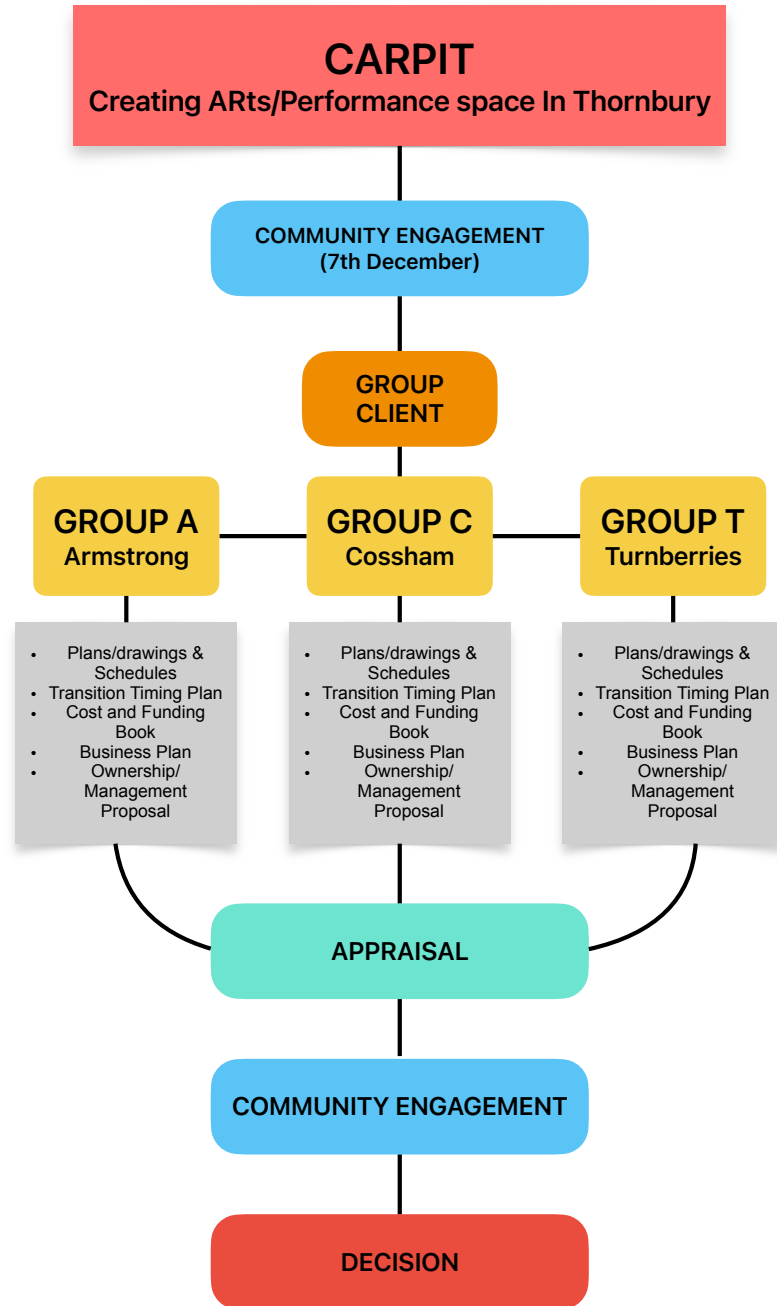 CARPIT
Creating ARts/Performance space In Thornbury
COMMUNITY ENGAGEMENT
(7th December)
GROUP
CLIENT
GROUP A
Armstrong
GROUP C
Cossham
GROUP T
Turnberries
• Plans/drawings &
Schedules
• Transition Timing Plan
• Cost and Funding
Book
• Business Plan
• Ownership/
Management
Proposal
• Plans/drawings &
Schedules
• Transition Timing Plan
• Cost and Funding
Book
• Business Plan
• Ownership/
Management
Proposal
• Plans/drawings &
Schedules
• Transition Timing Plan
• Cost and Funding
Book
• Business Plan
• Ownership/
Management
Proposal
APPRAISAL
COMMUNITY ENGAGEMENT
DECISION